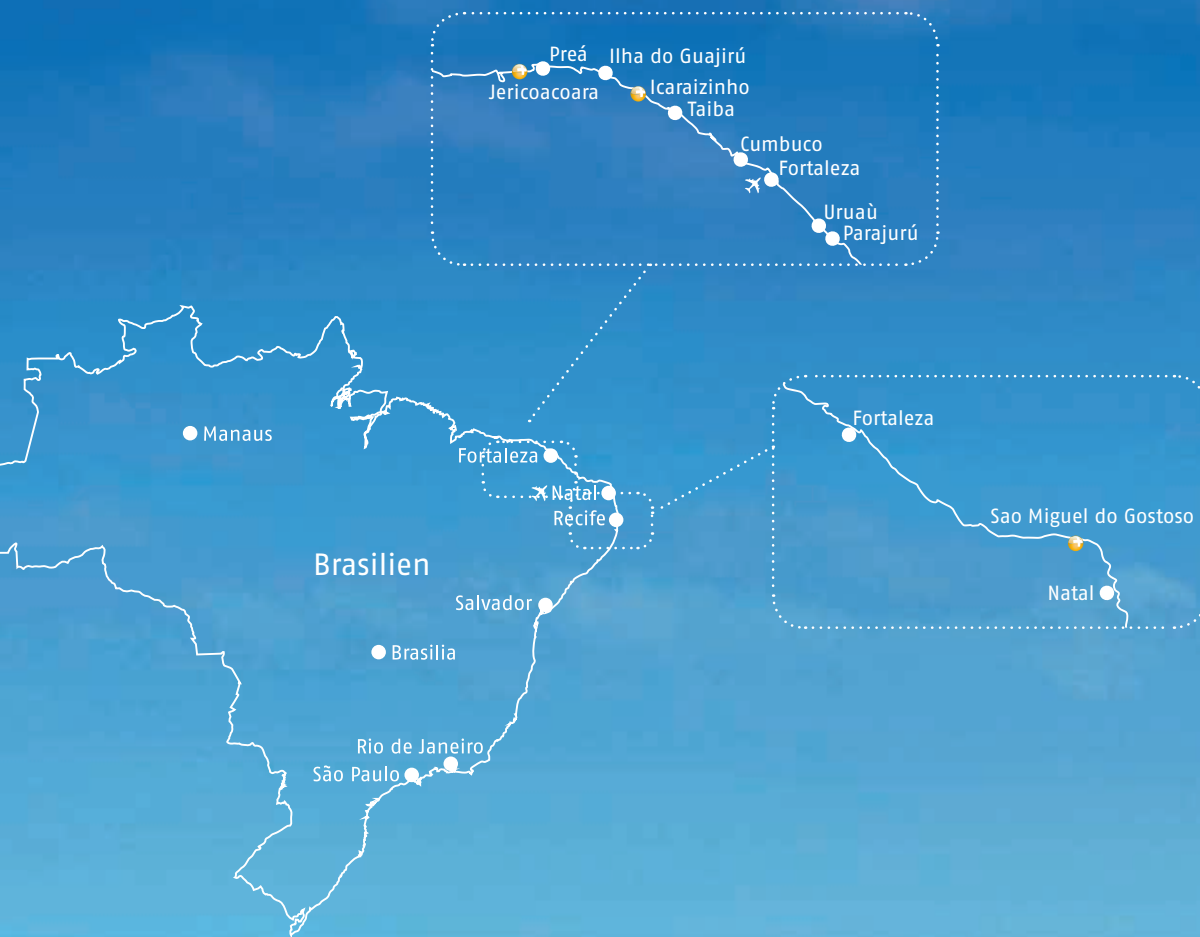 Preá
Ilha do Guajirú
Jericoacoara
Icaraizinho
Taiba
Cumbuco
Fortaleza
Uruaù
Parajurú
Manaus
Fortaleza
Natal
Recife
Brasilien
Salvador
Brasilia
Rio de Janeiro
São Paulo
Fortaleza
Sao Miguel do Gostoso
Natal